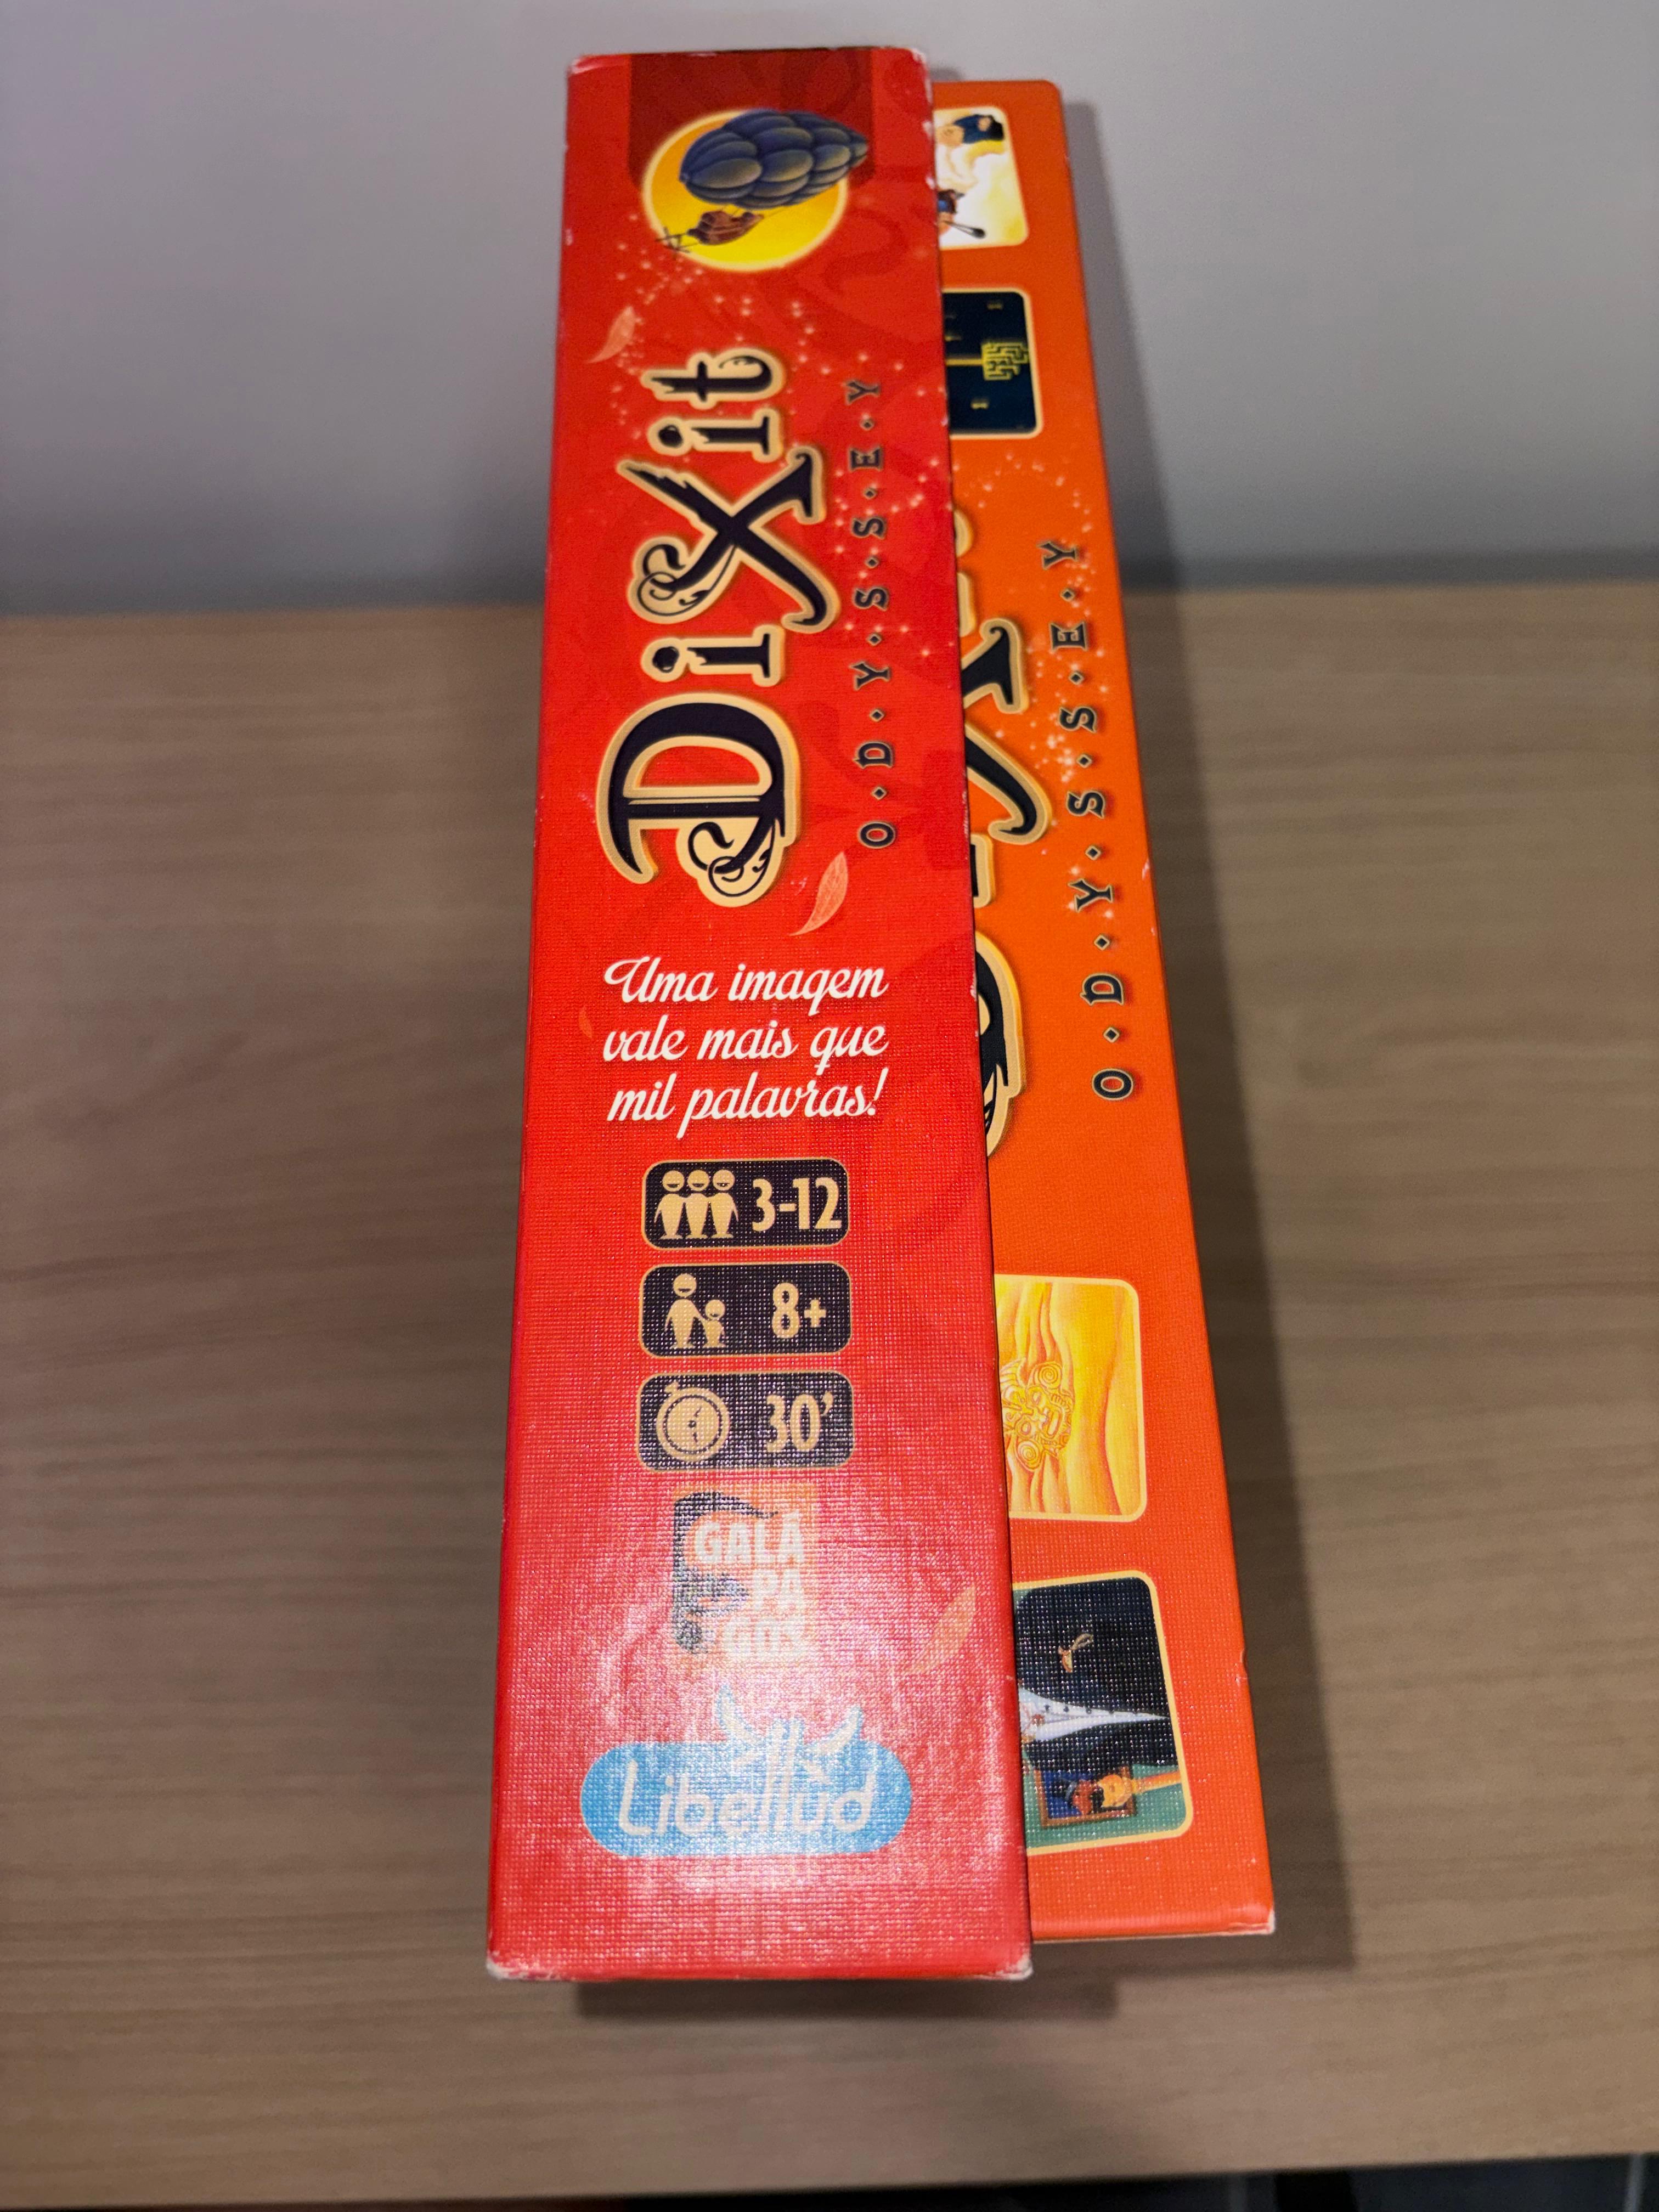 Dixit
O·D·Y·S·S·E·Y
Uma imagem
vale mais que
mil palavras!
3-12
8+
30'
GALÁ
PA
GOS
Libellud
O·D·Y·S·S·E·Y